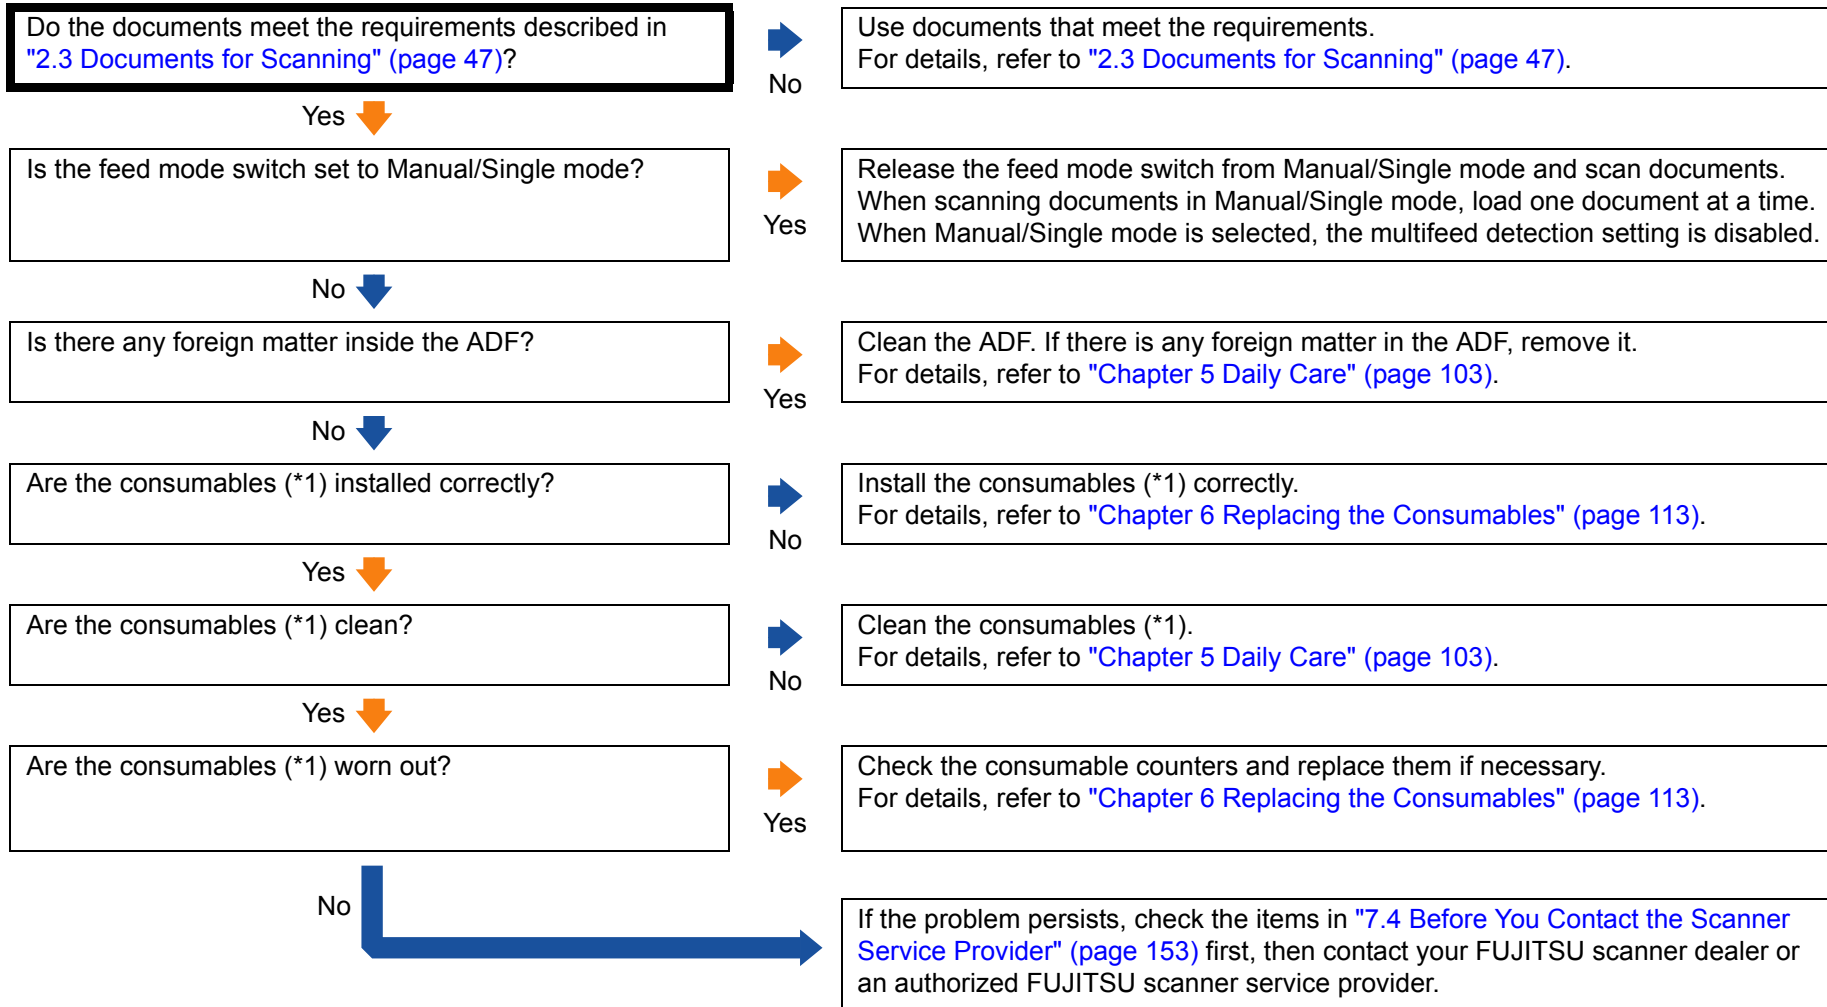 Do the documents meet the requirements described in
"2.3 Documents for Scanning" (page 47)?
No
Use documents that meet the requirements.
For details, refer to "2.3 Documents for Scanning" (page 47).
Yes
Is the feed mode switch set to Manual/Single mode?
Yes
Release the feed mode switch from Manual/Single mode and scan documents.
When scanning documents in Manual/Single mode, load one document at a time.
When Manual/Single mode is selected, the multifeed detection setting is disabled.
No
Is there any foreign matter inside the ADF?
Yes
Clean the ADF. If there is any foreign matter in the ADF, remove it.
For details, refer to "Chapter 5 Daily Care" (page 103).
No
Are the consumables (*1) installed correctly?
No
Install the consumables (*1) correctly.
For details, refer to "Chapter 6 Replacing the Consumables" (page 113).
Yes
Are the consumables (*1) clean?
No
Clean the consumables (*1).
For details, refer to "Chapter 5 Daily Care" (page 103).
Yes
Are the consumables (*1) worn out?
Yes
Check the consumable counters and replace them if necessary.
For details, refer to "Chapter 6 Replacing the Consumables" (page 113).
No
If the problem persists, check the items in "7.4 Before You Contact the Scanner
Service Provider" (page 153) first, then contact your FUJITSU scanner dealer or
an authorized FUJITSU scanner service provider.